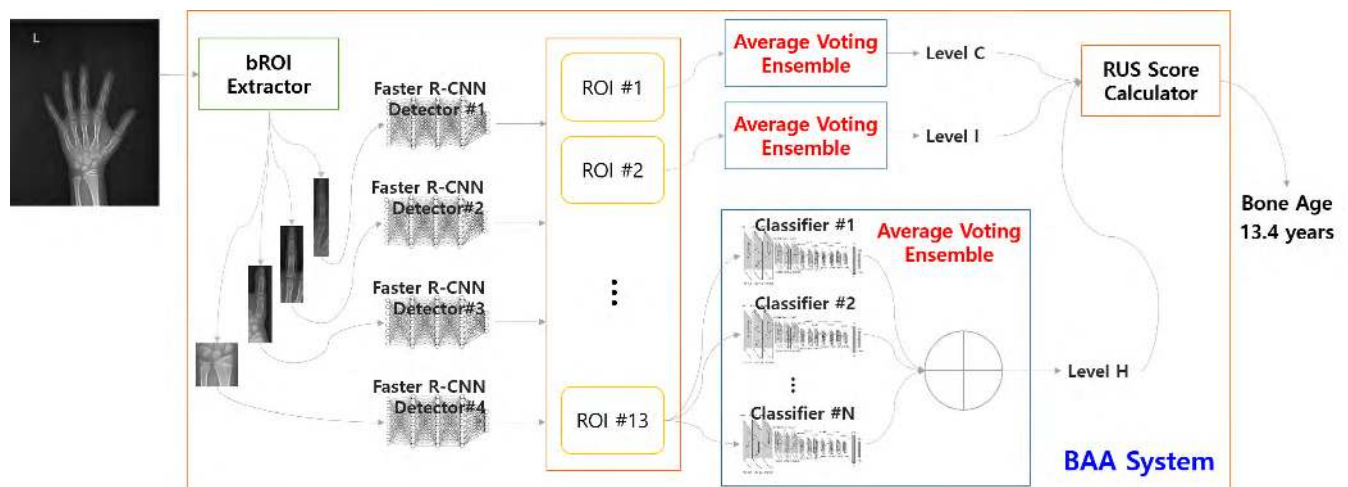 L
bROI
Extractor
Faster R-CNN
Detector #1
Faster R-CNN
Detector#2
Faster R-CNN
Detector#3
Faster R-CNN
Detector#4
ROI #1
ROI #2
⋮
ROI #13
Average Voting
Ensemble
Level C
Average Voting
Ensemble
Level I
Classifier #1
Average Voting
Ensemble
Classifier #2
⋮
Classifier #N
Level H
RUS Score
Calculator
Bone Age
13.4 years
BAA System